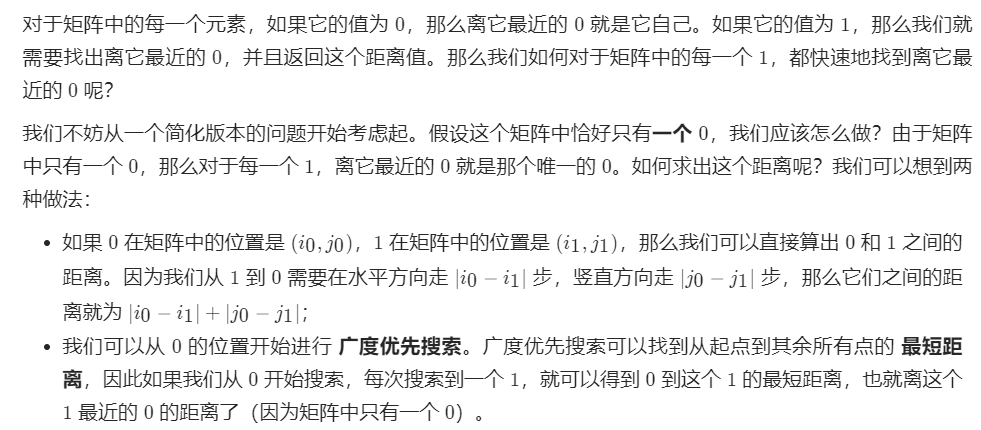 对于矩阵中的每一个元素，如果它的值为 0，那么离它最近的 0 就是它自己。如果它的值为 1，那么我们就
需要找出离它最近的 0，并且返回这个距离值。那么我们如何对于矩阵中的每一个 1，都快速地找到离它最
近的 0 呢？
我们不妨从一个简化版本的问题开始考虑起。假设这个矩阵中恰好只有一个 0，我们应该怎么做？由于矩阵
中只有一个 0，那么对于每一个 1，离它最近的 0 就是那个唯一的 0。如何求出这个距离呢？我们可以想到两
种做法：
• 如果 0 在矩阵中的位置是 (i0, j0)，1 在矩阵中的位置是 (i1, j1)，那么我们可以直接算出 0 和 1 之间的
距离。因为我们从 1 到 0 需要在水平方向走 |i0 − i1| 步，竖直方向走 |j0 − j1| 步，那么它们之间的距
离就为 |i0 − i1| + |j0 − j1|；
• 我们可以从 0 的位置开始进行 广度优先搜索。广度优先搜索可以找到从起点到其余所有点的 最短距
离，因此如果我们从 0 开始搜索，每次搜索到一个 1，就可以得到 0 到这个 1 的最短距离，也就离这个
1 最近的 0 的距离了（因为矩阵中只有一个 0）。